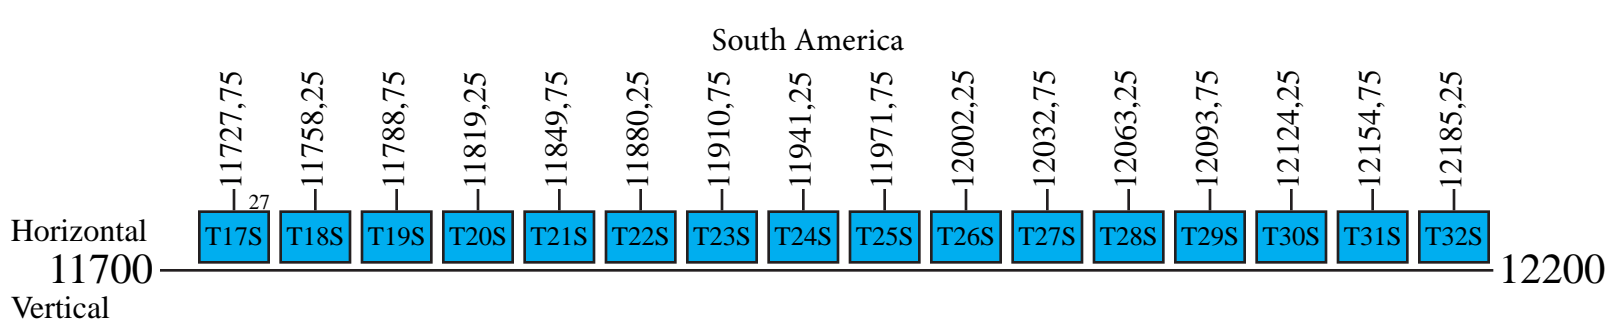 South America
11727,75 11758,25 11788,75 11819,25 11849,75 11880,25 11910,75 11941,25 11971,75 12002,25 12032,75 12063,25 12093,75 12124,25 12154,75 12185,25
27
Horizontal T17S T18S T19S T20S T21S T22S T23S T24S T25S T26S T27S T28S T29S T30S T31S T32S
11700 12200
Vertical